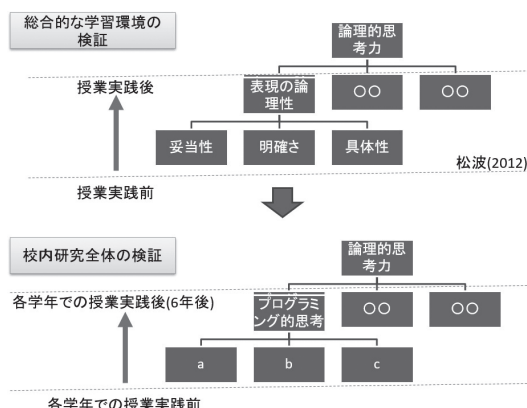 総合的な学習環境の
検証
論理的思
考力
授業実践後
表現の論
理性
〇〇
〇〇
妥当性
明確さ
具体性
松波(2012)
授業実践前
校内研究全体の検証
論理的思
考力
各学年での授業実践後(6年後)
プログラミ
ング的思考
〇〇
〇〇
a
b
c
各学年での授業実践前